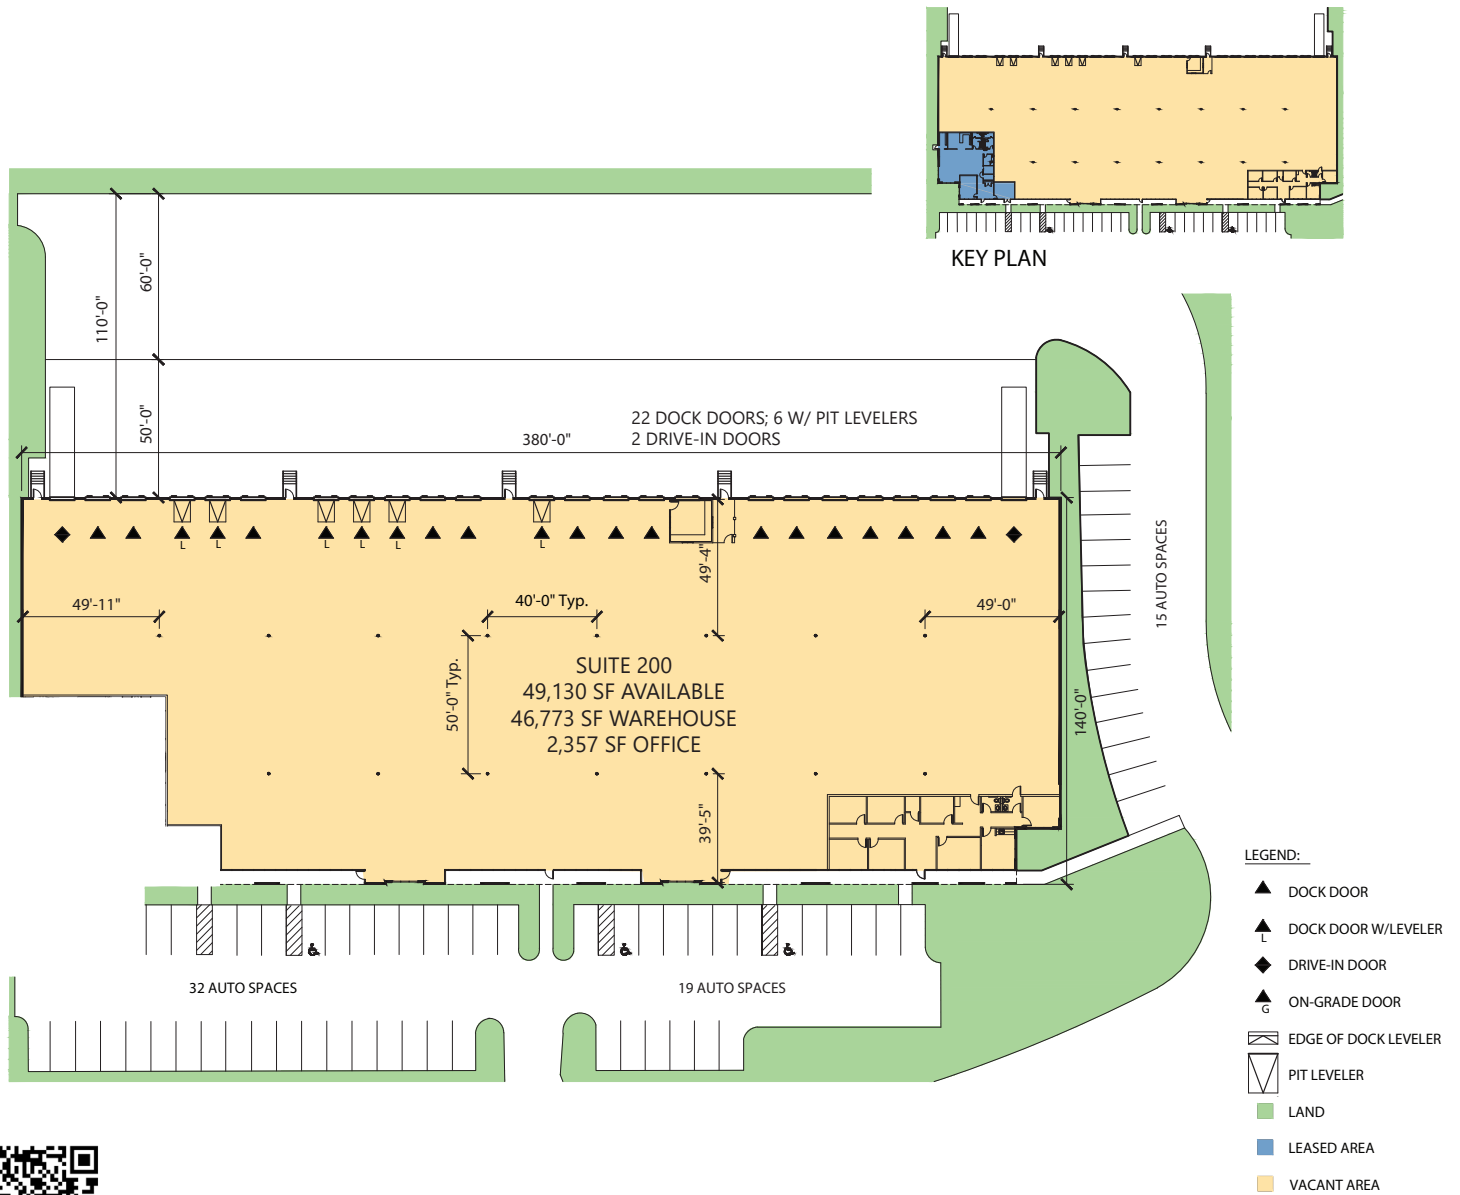 KEY PLAN
110'-0"
60'-0"
50'-0"
22 DOCK DOORS; 6 W/ PIT LEVELERS
380'-0"
2 DRIVE-IN DOORS
L
L
L
L
L
L
49'-4"
15 AUTO SPACES
49'-11"
40'-0" Typ.
49'-0"
50'-0" Typ.
SUITE 200
49,130 SF AVAILABLE
46,773 SF WAREHOUSE
2,357 SF OFFICE
140'-0"
39'-5"
32 AUTO SPACES
19 AUTO SPACES
LEGEND:
DOCK DOOR
DOCK DOOR W/LEVELER
L
DRIVE-IN DOOR
ON-GRADE DOOR
G
EDGE OF DOCK LEVELER
PIT LEVELER
LAND
LEASED AREA
VACANT AREA